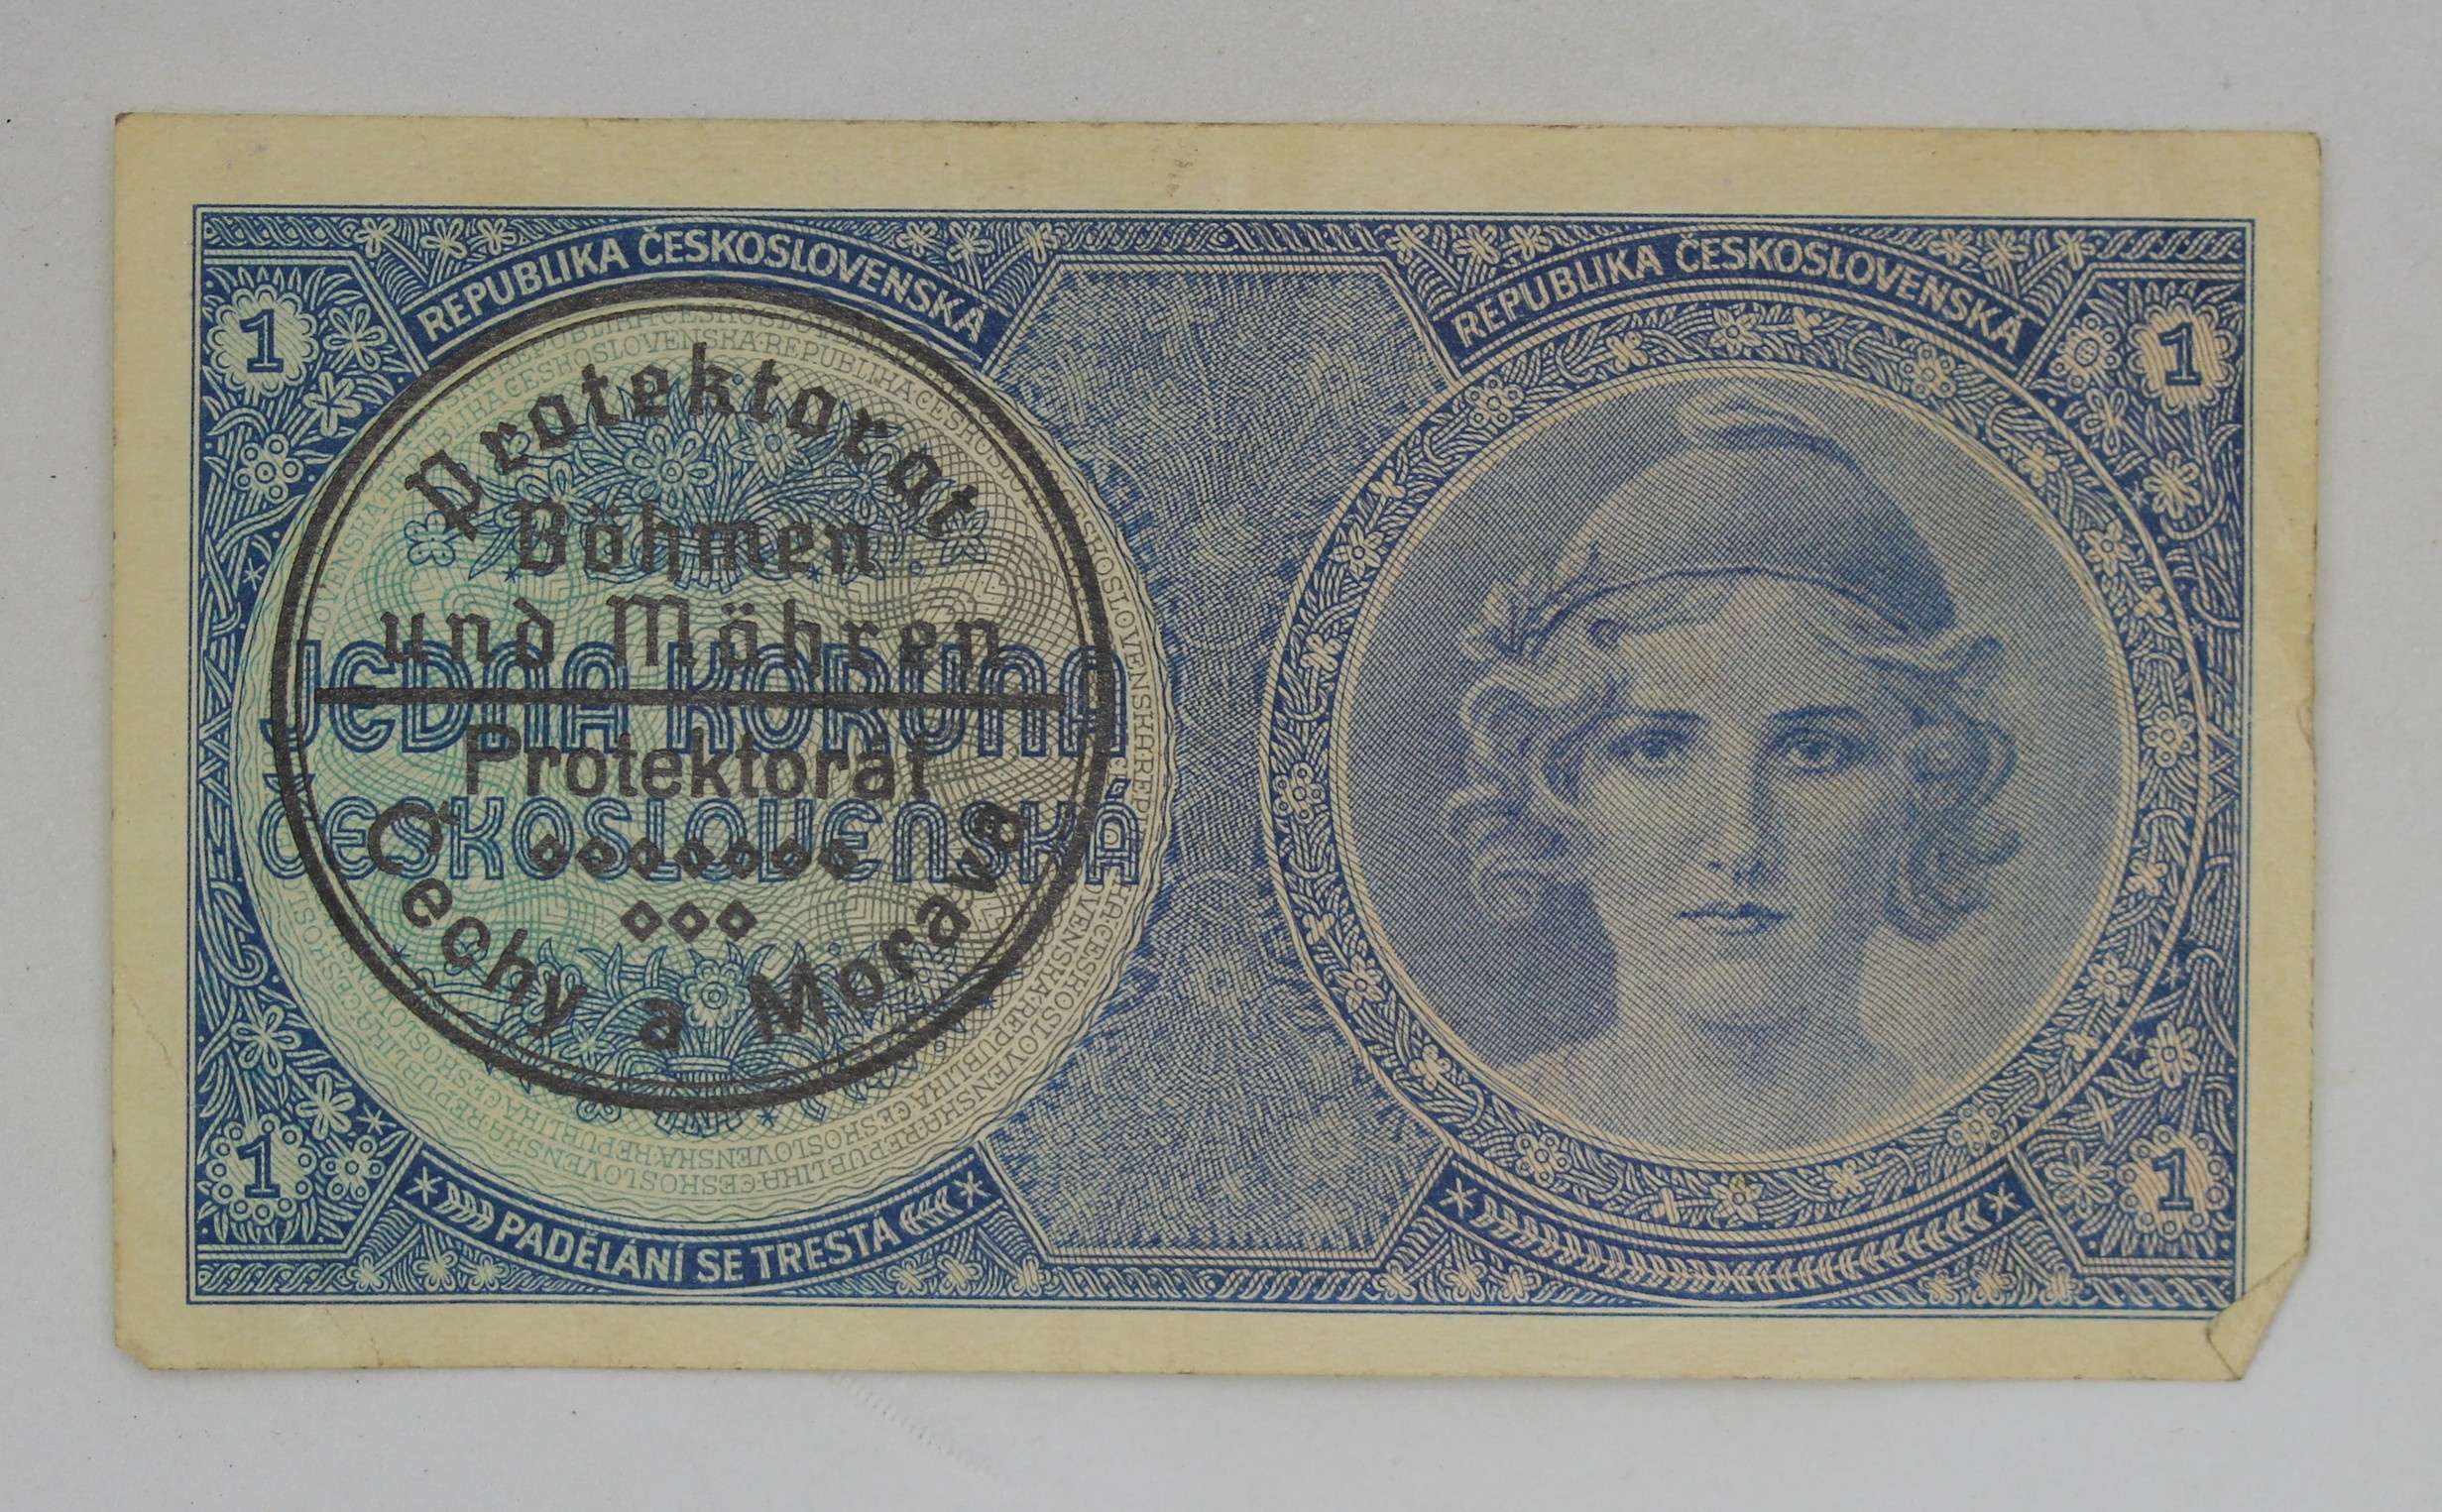 REPUBLIKA ČESKOSLOVENSKÁ
REPUBLIKA ČESKOSLOVENSKÁ
1
1
Protektorat
Böhmen
und Mähren
JEDNA KORUNA
Protektorát
ČESKOSLOVENSKÁ
Čechy a Morava
1
1
PADĚLÁNÍ SE TRESTÁ